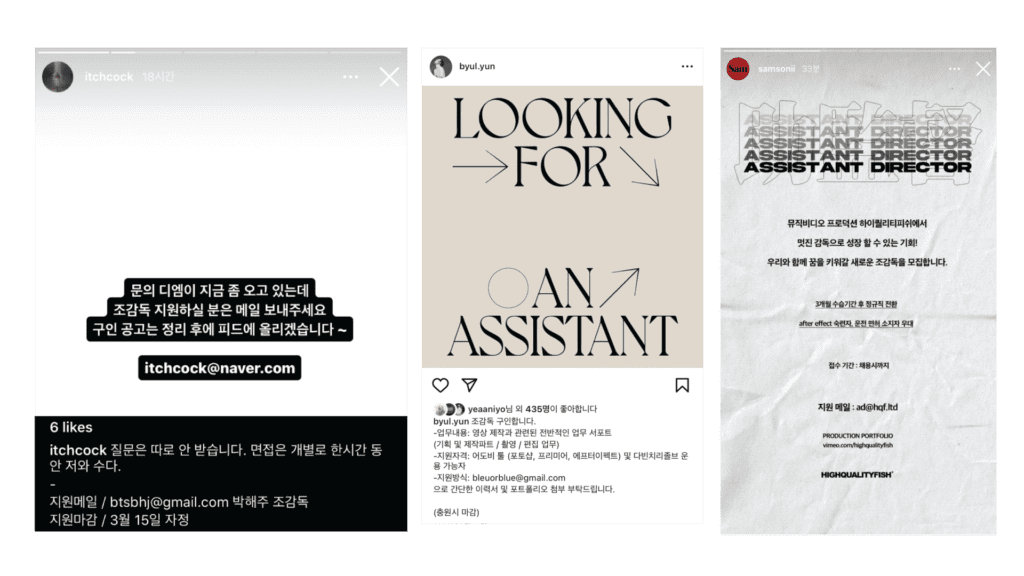 itchcock 18시간
문의 디엠이 지금 좀 오고 있는데
조감독 지원하실 분은 메일 보내주세요
구인 공고는 정리 후에 피드에 올리겠습니다 ~
itchcock@naver.com
6 likes
itchcock 질문은 따로 안 받습니다. 면접은 개별로 한시간 동
안 저와 수다.
-
지원메일 / btsbhj@gmail.com 박해주 조감독
지원마감 / 3월 15일 자정
byul.yun
LOOKING
FOR
AN
ASSISTANT
yeaaniyo님 외 435명이 좋아합니다
byul.yun 조감독 구인합니다.
-업무내용: 영상 제작과 관련된 전반적인 업무 서포트
(기획 및 제작파트 / 촬영 / 편집 업무)
-지원자격: 어도비 툴 (포토샵, 프리미어, 에프터이펙트) 및 다빈치리졸브 운
용 가능자
-지원방식: bleuorblue@gmail.com
으로 간단한 이력서 및 포트폴리오 첨부 부탁드립니다.
(충원시 마감)
Sam
samsonii 33분
助監督
ASSISTANT DIRECTOR
ASSISTANT DIRECTOR
ASSISTANT DIRECTOR
ASSISTANT DIRECTOR
ASSISTANT DIRECTOR
뮤직비디오 프로덕션 하이퀄리티피쉬에서
멋진 감독으로 성장 할 수 있는 기회!
우리와 함께 꿈을 키워갈 새로운 조감독을 모집합니다.
3개월 수습기간 후 정규직 전환
after effect 숙련자, 운전 면허 소지자 우대
접수 기간 : 채용시까지
지원 메일 : ad@hqf.ltd
PRODUCTION PORTFOLIO
vimeo.com/highqualityfish
HIGHQUALITYFISH